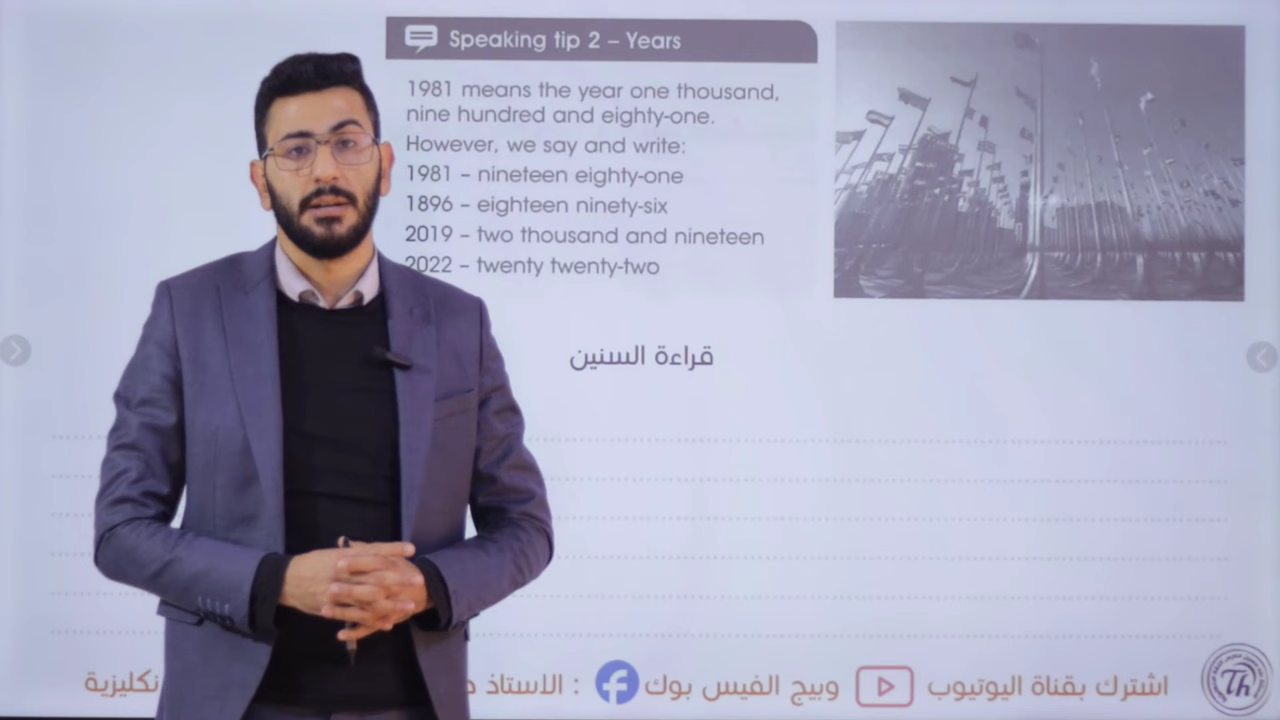 Speaking tip 2 – Years
1981 means the year one thousand,
nine hundred and eighty-one.
However, we say and write:
1981 – nineteen eighty-one
1896 – eighteen ninety-six
2019 – two thousand and nineteen
2022 – twenty twenty-two
قراءة السنين
اشترك بقناة اليوتيوب وبيج الفيس بوك : الاستاذ
Th